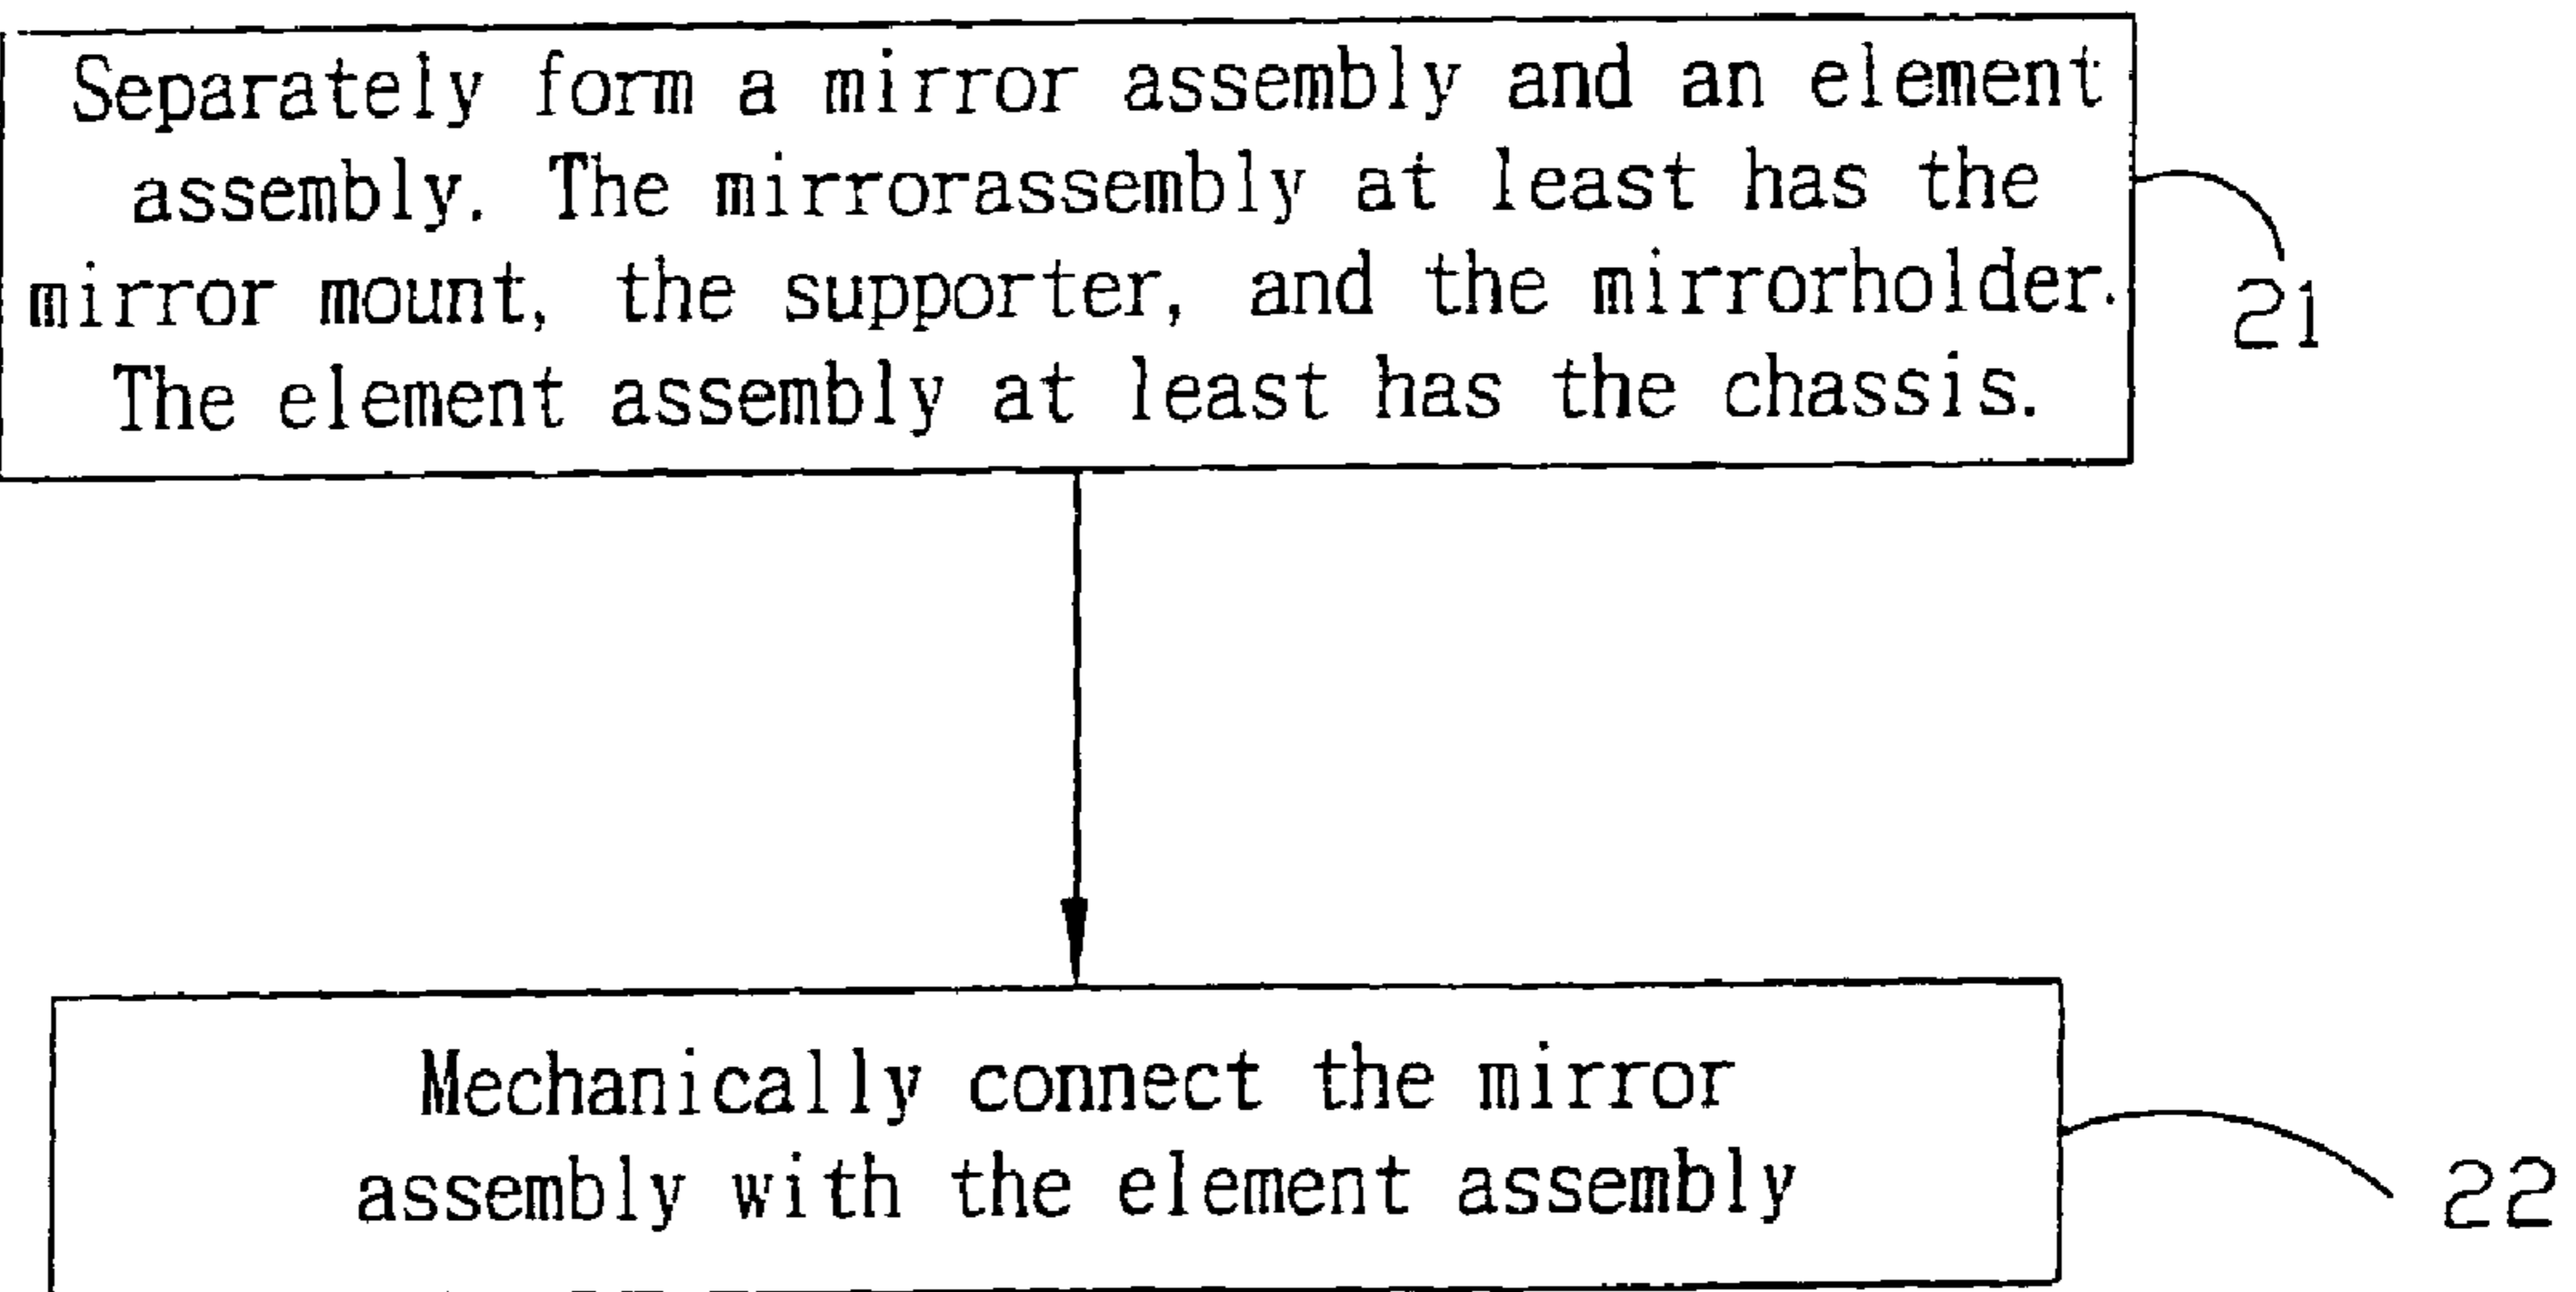 Separately form a mirror assembly and an element
assembly. The mirrorassembly at least has the
mirror mount, the supporter, and the mirrorholder.
The element assembly at least has the chassis.
21
Mechanically connect the mirror
assembly with the element assembly
22